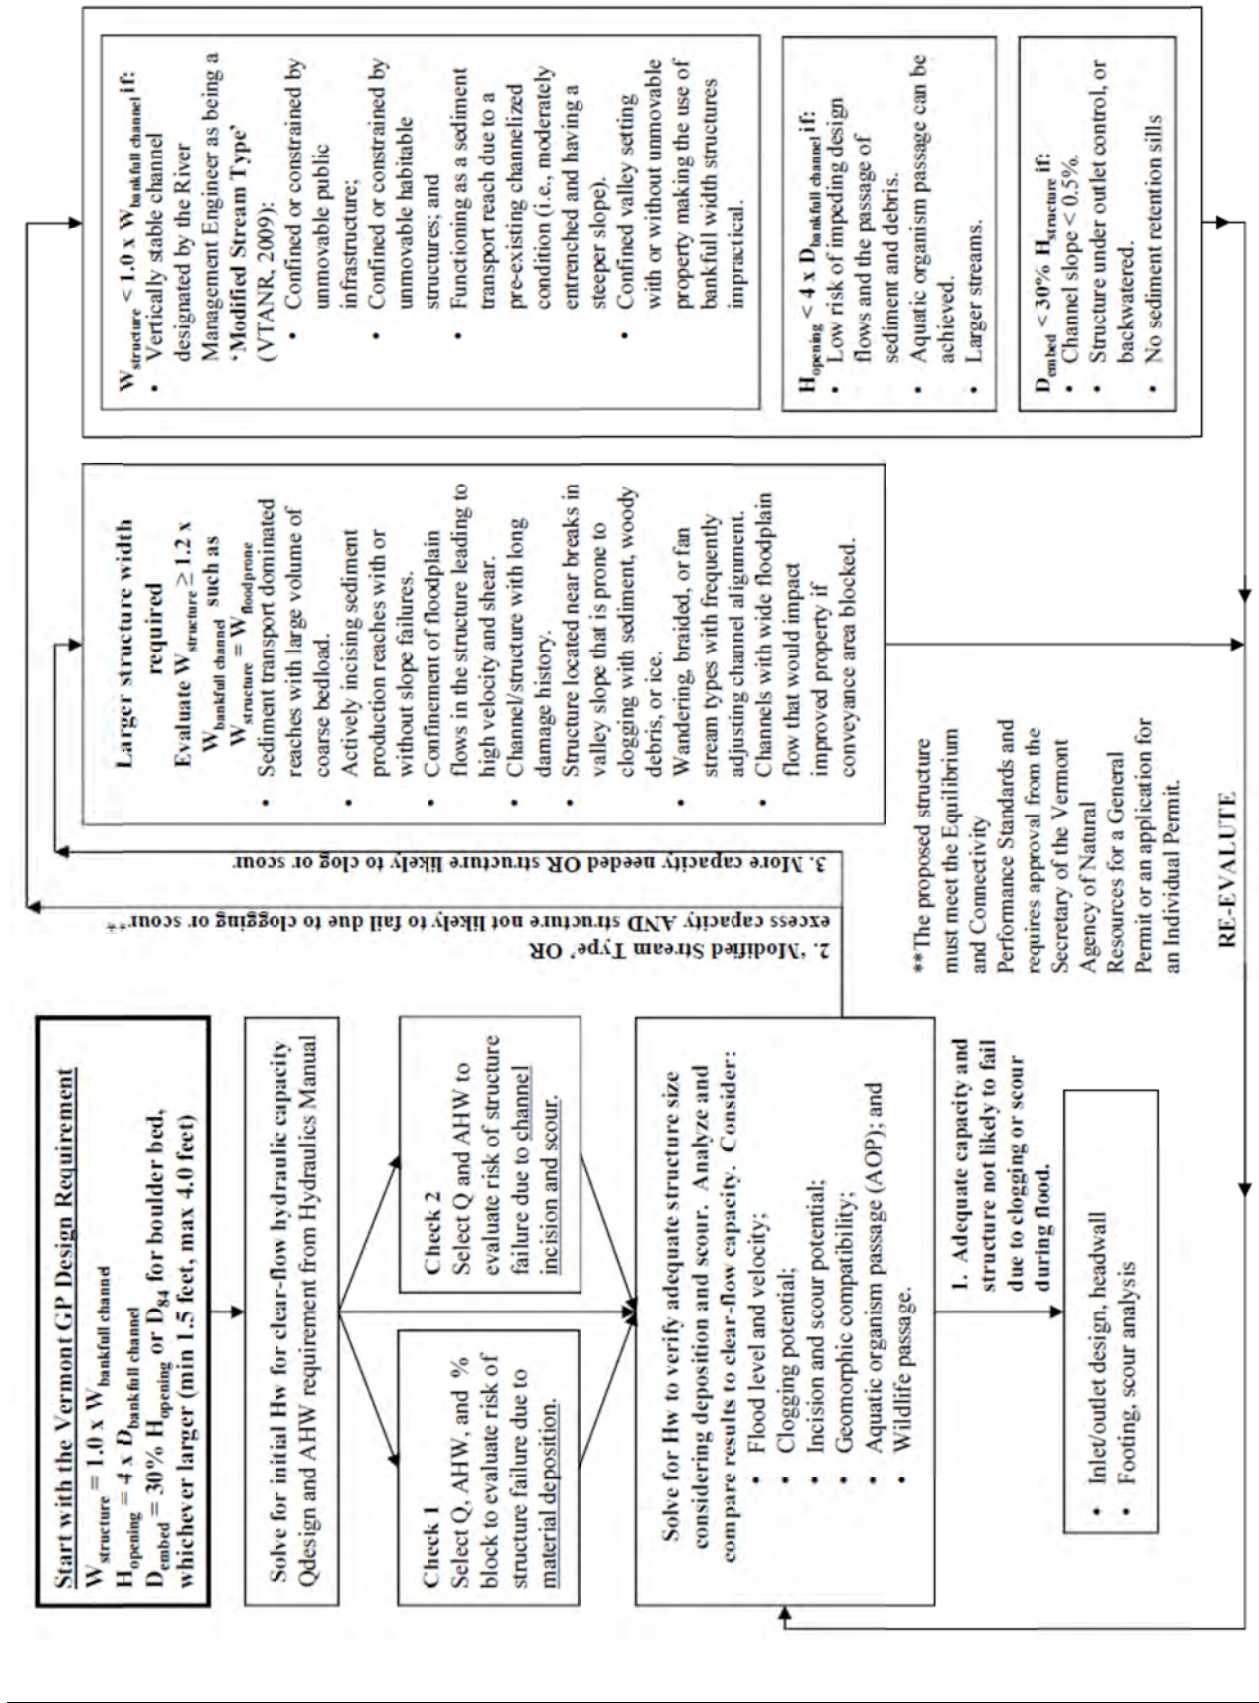 Start with the Vermont GP Design Requirement
W structure = 1.0 x W bankfull channel
H opening = 4 x D bankfull channel
D embed = 30% H opening or D 84 for boulder bed,
whichever larger (min 1.5 feet, max 4.0 feet)
Solve for initial Hw for clear-flow hydraulic capacity
Qdesign and AHW requirement from Hydraulics Manual
Check 1
Select Q, AHW, and %
block to evaluate risk of
structure failure due to
material deposition.
Check 2
Select Q and AHW to
evaluate risk of structure
failure due to channel
incision and scour.
Solve for Hw to verify adequate structure size
considering deposition and scour. Analyze and
compare results to clear-flow capacity. Consider:
• Flood level and velocity;
• Clogging potential;
• Incision and scour potential;
• Geomorphic compatibility;
• Aquatic organism passage (AOP); and
• Wildlife passage.
1. Adequate capacity and
structure not likely to fail
due to clogging or scour
during flood.
• Inlet/outlet design, headwall
• Footing, scour analysis
2. 'Modified Stream Type' OR
excess capacity AND structure not likely to fail due to clogging or scour**
3. More capacity needed OR structure likely to clog or scour
Larger structure width
required
Evaluate W structure ≥ 1.2 x
W bankfull channel such as
W structure = W floodprone
• Sediment transport dominated
reaches with large volume of
coarse bedload.
• Actively incising sediment
production reaches with or
without slope failures.
• Confinement of floodplain
flows in the structure leading to
high velocity and shear.
• Channel/structure with long
damage history.
• Structure located near breaks in
valley slope that is prone to
clogging with sediment, woody
debris, or ice.
• Wandering, braided, or fan
stream types with frequently
adjusting channel alignment.
• Channels with wide floodplain
flow that would impact
improved property if
conveyance area blocked.
**The proposed structure
must meet the Equilibrium
and Connectivity
Performance Standards and
requires approval from the
Secretary of the Vermont
Agency of Natural
Resources for a General
Permit or an application for
an Individual Permit.
RE-EVALUTE
W structure < 1.0 x W bankfull channel if:
• Vertically stable channel
designated by the River
Management Engineer as being a
'Modified Stream Type'
(VTANR, 2009):
• Confined or constrained by
unmovable public
infrastructure;
• Confined or constrained by
unmovable habitable
structures; and
• Functioning as a sediment
transport reach due to a
pre-existing channelized
condition (i.e., moderately
entrenched and having a
steeper slope).
• Confined valley setting
with or without unmovable
property making the use of
bankfull width structures
impractical.
H opening < 4 x D bankfull channel if:
• Low risk of impeding design
flows and the passage of
sediment and debris.
• Aquatic organism passage can be
achieved.
• Larger streams.
D embed < 30% H structure if:
• Channel slope < 0.5%.
• Structure under outlet control, or
backwatered.
• No sediment retention sills